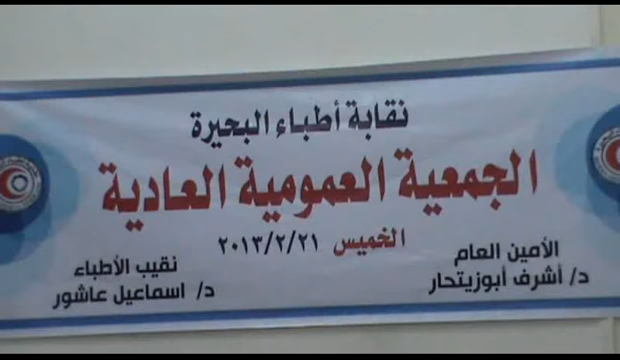 نقابة أطباء البحيرة
الجمعية العمومية العادية
الخميس ٢٠١٣/٢/٢١
الأمين العام
د/ أشرف أبوزيتحار
نقيب الأطباء
د/ اسماعيل عاشور